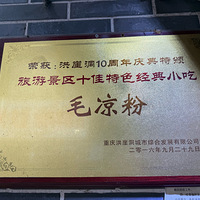 荣获：洪崖洞10周年庆典特颁
旅游景区十佳特色经典小吃
毛凉粉
重庆洪崖洞城市综合发展有限公司
二零一六年九月二十九日